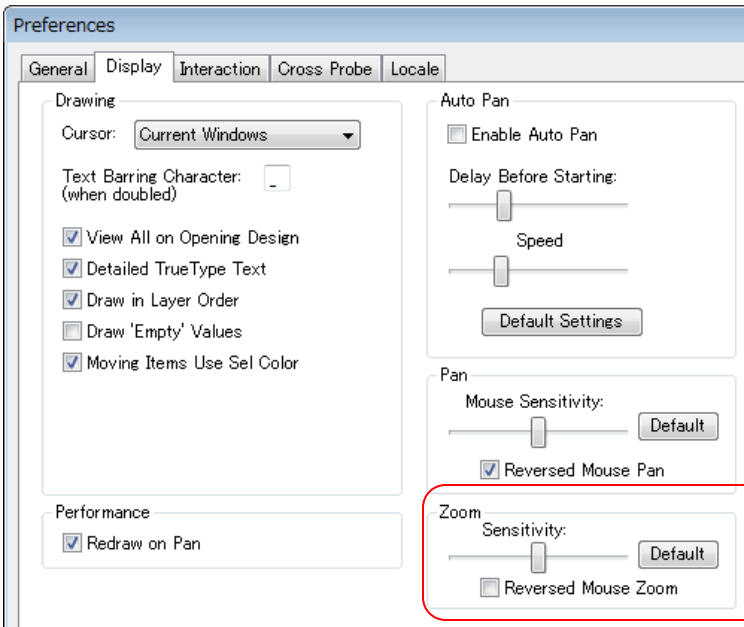 Preferences
General Display Interaction Cross Probe Locale
Drawing
Cursor: Current Windows
Text Barring Character: _
(when doubled)
View All on Opening Design
Detailed TrueType Text
Draw in Layer Order
Draw 'Empty' Values
Moving Items Use Sel Color
Performance
Redraw on Pan
Auto Pan
Enable Auto Pan
Delay Before Starting:
Speed
Default Settings
Pan
Mouse Sensitivity:
Default
Reversed Mouse Pan
Zoom
Sensitivity:
Default
Reversed Mouse Zoom